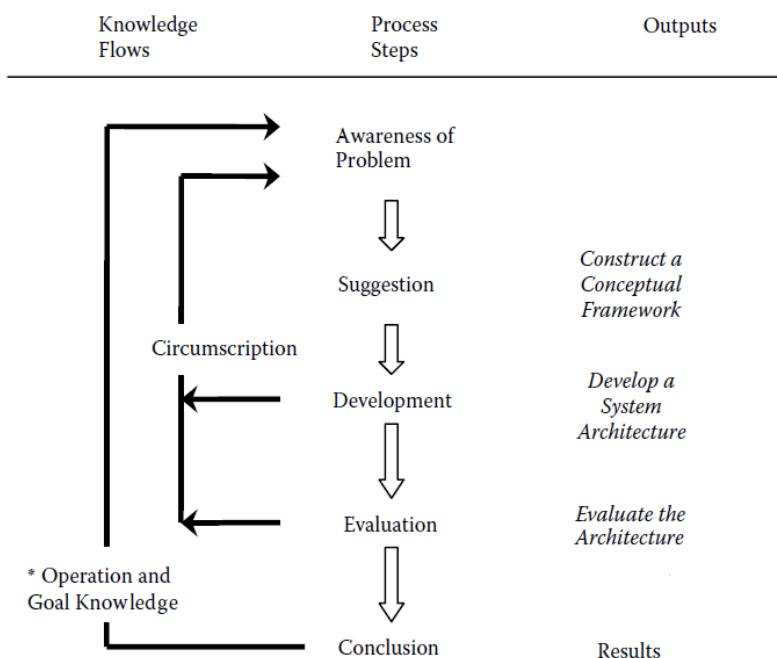 Knowledge
Flows
Process
Steps
Outputs
Awareness of
Problem
Suggestion
Construct a
Conceptual
Framework
Circumscription
Development
Develop a
System
Architecture
Evaluation
Evaluate the
Architecture
* Operation and
Goal Knowledge
Conclusion
Results